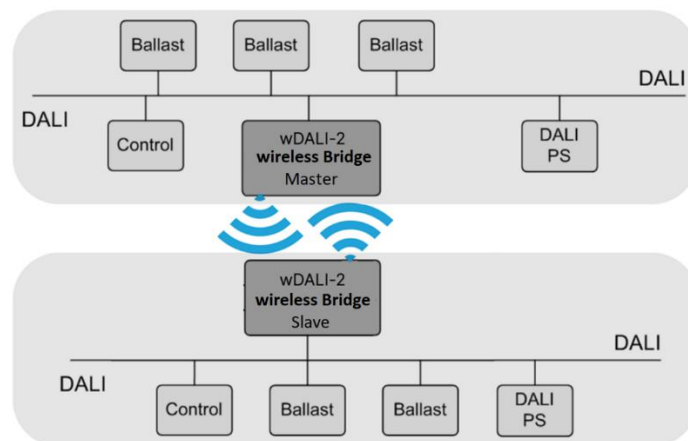 Ballast
Ballast
Ballast
DALI
DALI
Control
wDALI-2
wireless Bridge
Master
DALI
PS
wDALI-2
wireless Bridge
Slave
DALI
DALI
Control
Ballast
Ballast
DALI
PS